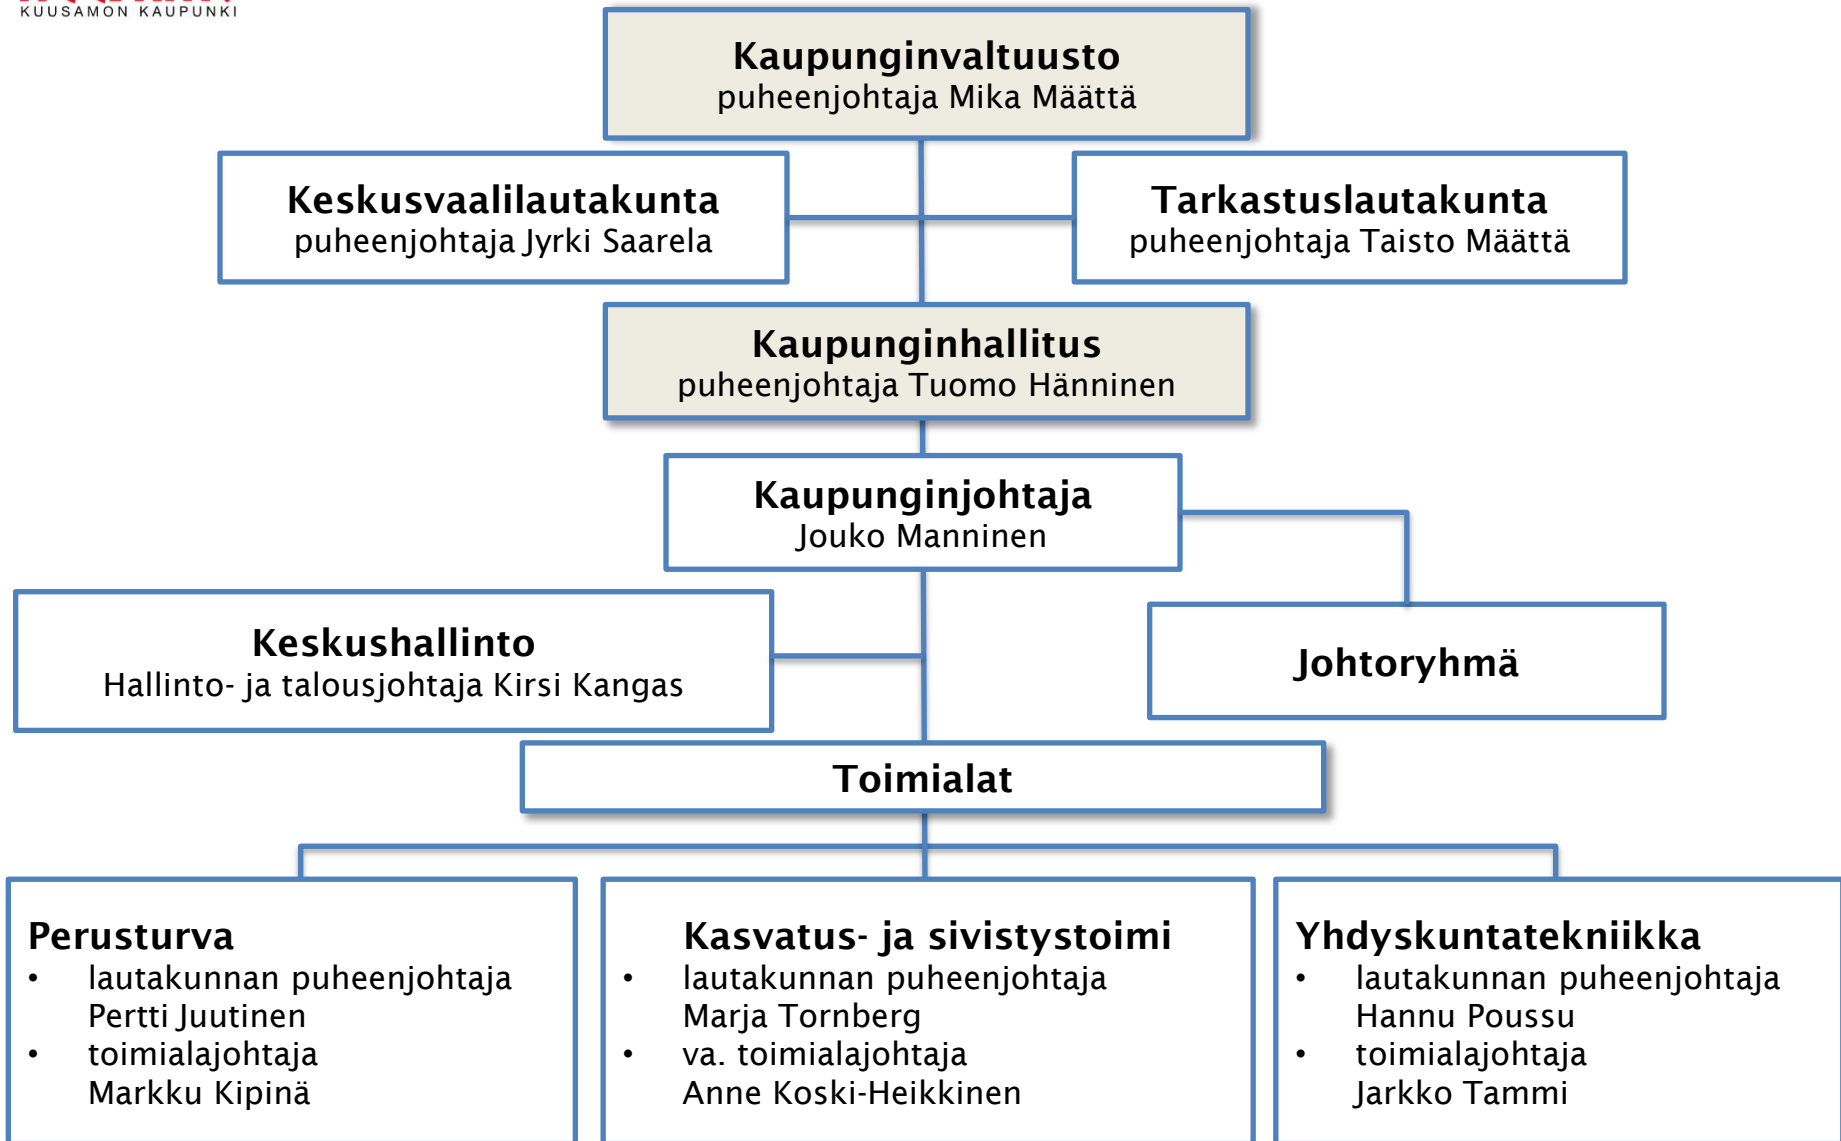 KUUSAMON KAUPUNKI
Kaupunginvaltuusto
puheenjohtaja Mika Määttä
Keskusvaalilautakunta
puheenjohtaja Jyrki Saarela
Tarkastuslautakunta
puheenjohtaja Taisto Määttä
Kaupunginhallitus
puheenjohtaja Tuomo Hänninen
Kaupunginjohtaja
Jouko Manninen
Keskushallinto
Hallinto- ja talousjohtaja Kirsi Kangas
Johtoryhmä
Toimialat
Perusturva
• lautakunnan puheenjohtaja
Pertti Juutinen
• toimialajohtaja
Markku Kipinä
Kasvatus- ja sivistystoimi
• lautakunnan puheenjohtaja
Marja Tornberg
• va. toimialajohtaja
Anne Koski-Heikkinen
Yhdyskuntatekniikka
• lautakunnan puheenjohtaja
Hannu Poussu
• toimialajohtaja
Jarkko Tammi